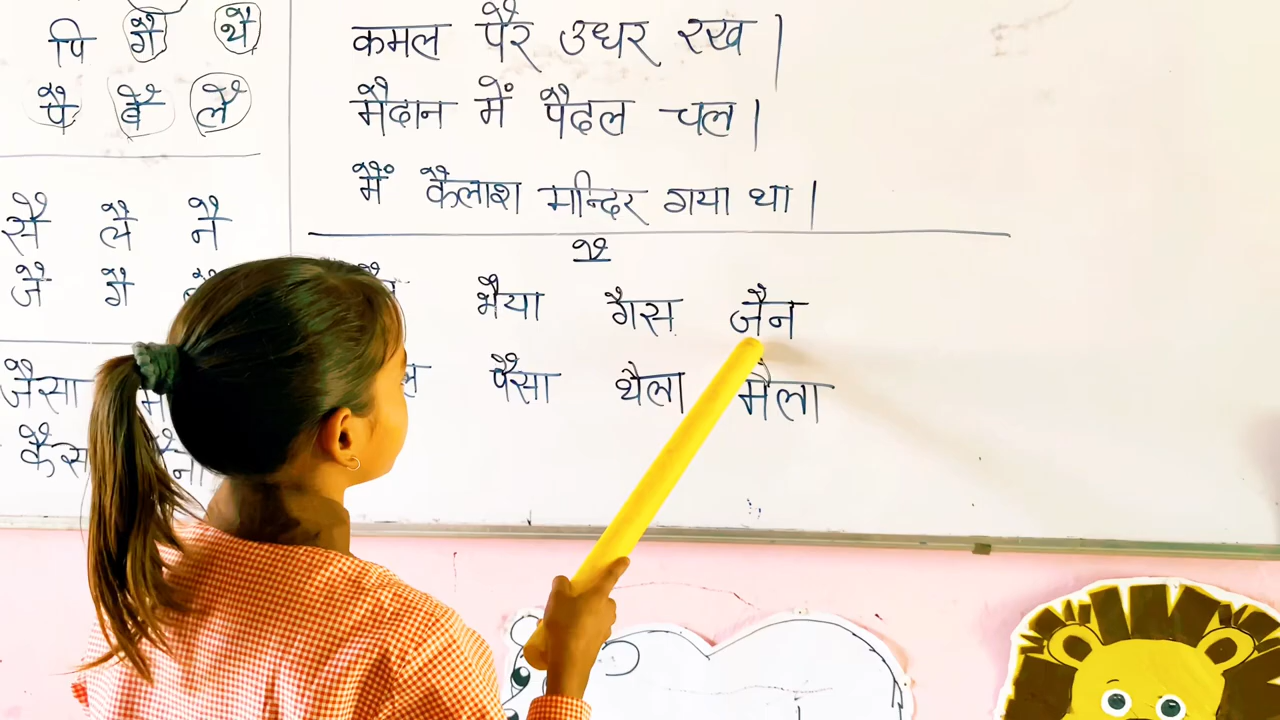 पि गै थै
पै बै लै
सै लै नै
जै गै
जैसा
कैस
कमल पैर उधर रख।
मैदान में पैदल चल।
मैं कैलाश मन्दिर गया था।
भैया गैस जैन
पैसा थैला मैला